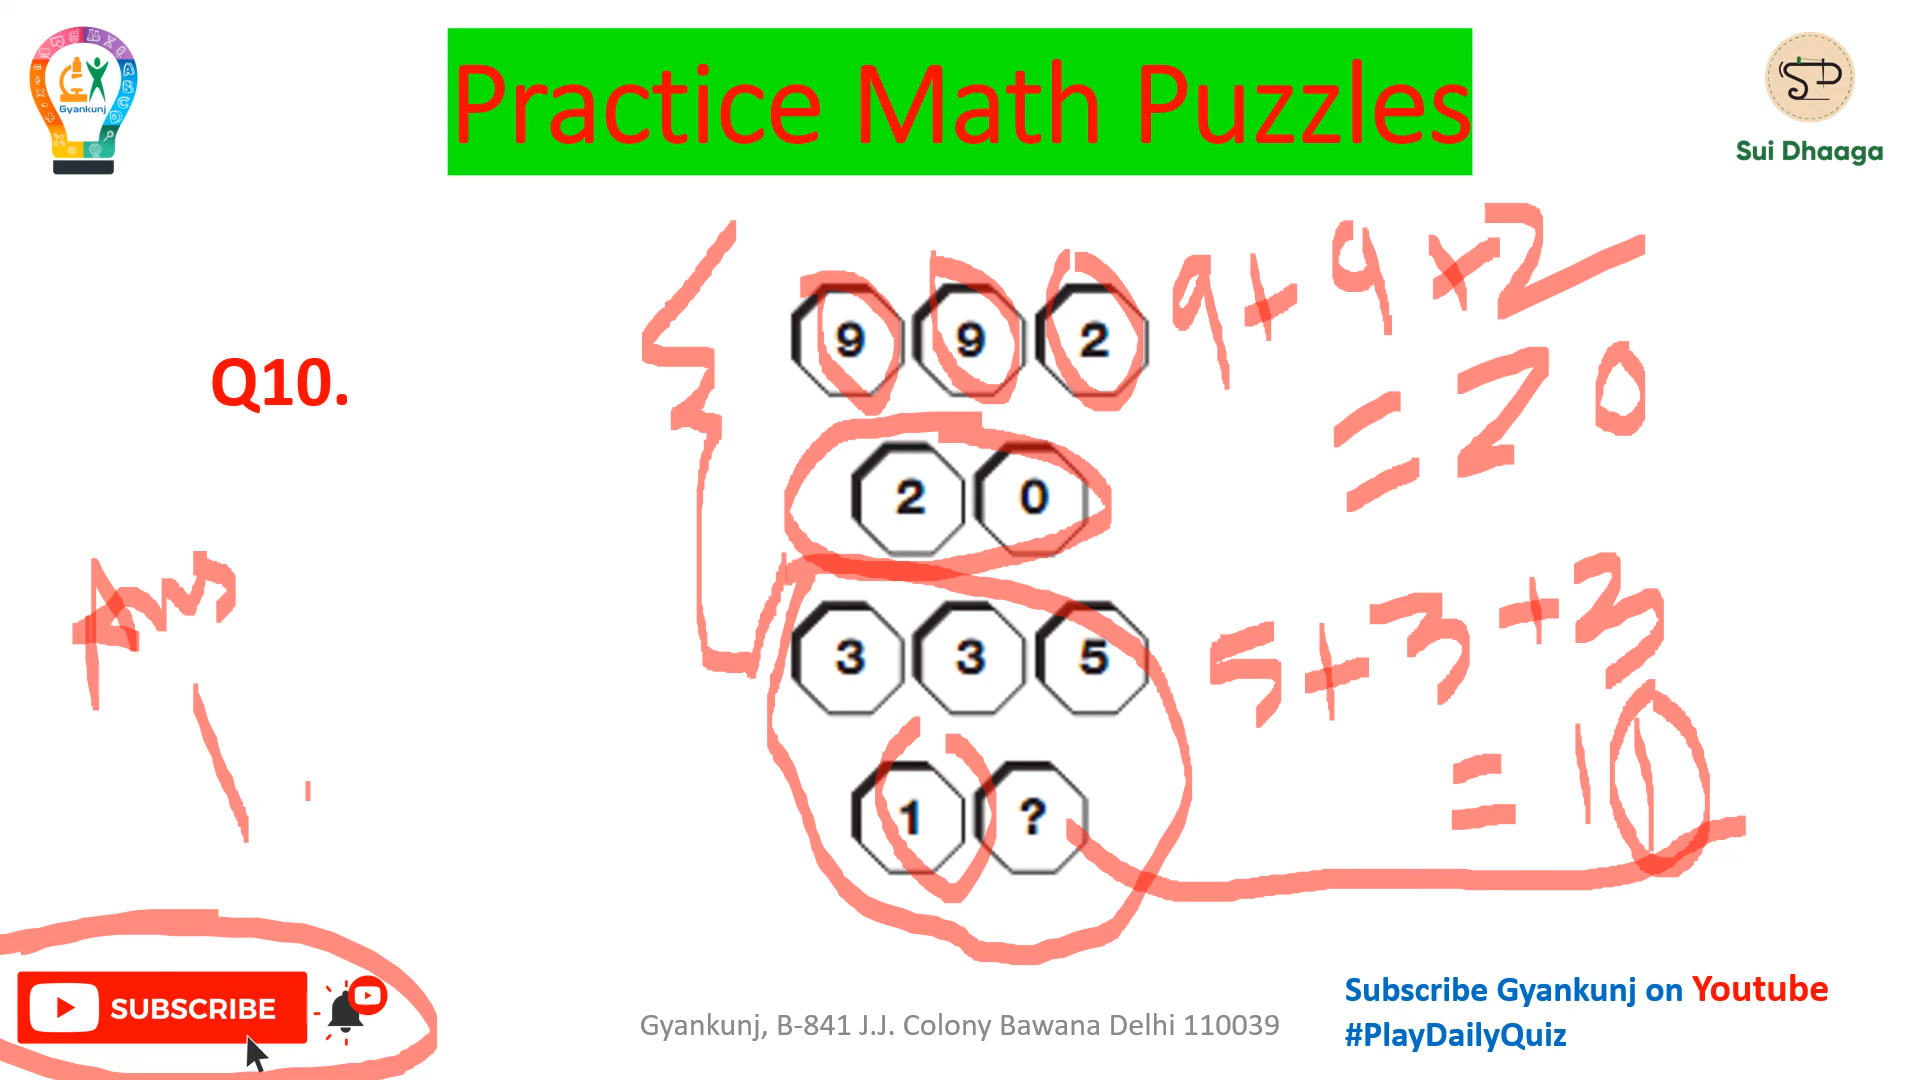 Practice Math Puzzles
Gyankunj
Sui Dhaaga
Q10.
9 9 2
9+9+2
=20
2 0
Ans
1
3 3 5
5+3+3
=11
1 ?
SUBSCRIBE
Gyankunj, B-841 J.J. Colony Bawana Delhi 110039
Subscribe Gyankunj on Youtube
#PlayDailyQuiz